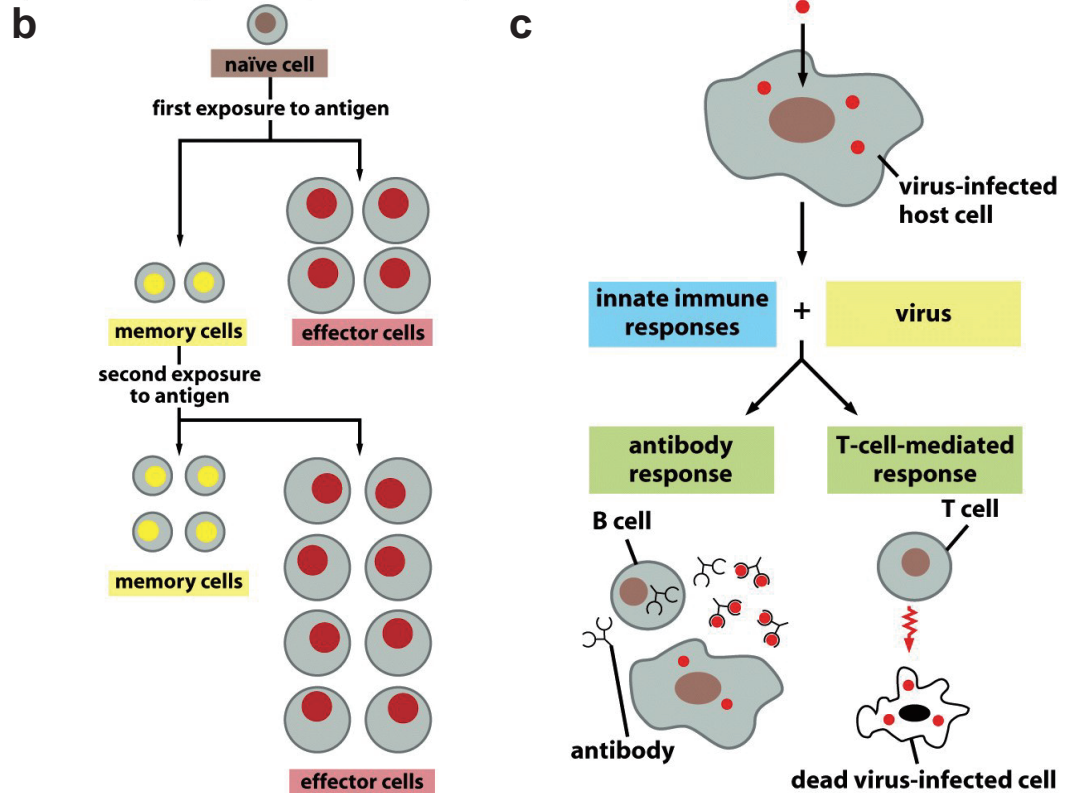 b
naïve cell
first exposure to antigen
memory cells
effector cells
second exposure
to antigen
memory cells
effector cells
c
virus-infected
host cell
innate immune
responses
+
virus
antibody
response
T-cell-mediated
response
B cell
T cell
antibody
dead virus-infected cell